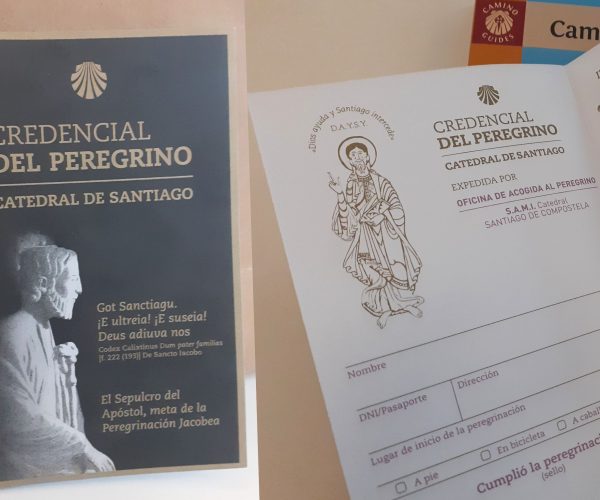 CREDENCIAL
DEL PEREGRINO
CATEDRAL DE SANTIAGO
Got Sanctiagu.
¡E ultreia! ¡E suseia!
Deus adiuva nos
Codex Calixtinus Dum pater familias
[f. 222 (193)] De Sancto Iacobo
El Sepulcro del
Apóstol, meta de la
Peregrinación Jacobea
CAMINO
GUIDES
Cam
«Dios ayuda y Santiago intercede»
D.A.Y.S.Y.
CREDENCIAL
DEL PEREGRINO
CATEDRAL DE SANTIAGO
EXPEDIDA POR
OFICINA DE ACOGIDA AL PEREGRINO
S.A.M.I. Catedral
SANTIAGO DE COMPOSTELA
Nombre
DNI/Pasaporte
Dirección
Lugar de inicio de la peregrinación
A pie
En bicicleta
A caball
Cumplió la peregrinac
(sello)